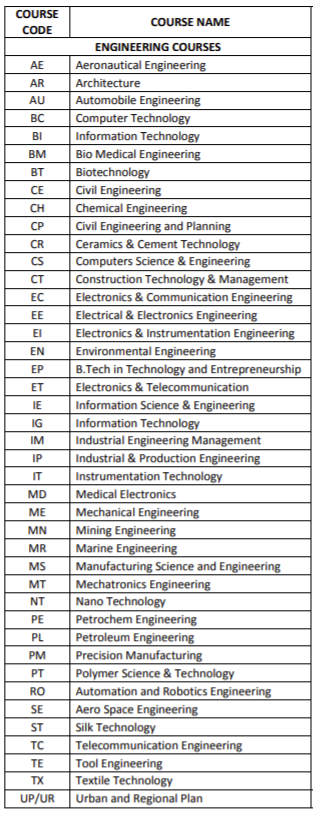 COURSE CODE COURSE NAME
ENGINEERING COURSES
AE Aeronautical Engineering
AR Architecture
AU Automobile Engineering
BC Computer Technology
BI Information Technology
BM Bio Medical Engineering
BT Biotechnology
CE Civil Engineering
CH Chemical Engineering
CP Civil Engineering and Planning
CR Ceramics & Cement Technology
CS Computers Science & Engineering
CT Construction Technology & Management
EC Electronics & Communication Engineering
EE Electrical & Electronics Engineering
EI Electronics & Instrumentation Engineering
EN Environmental Engineering
EP B.Tech in Technology and Entrepreneurship
ET Electronics & Telecommunication
IE Information Science & Engineering
IG Information Technology
IM Industrial Engineering Management
IP Industrial & Production Engineering
IT Instrumentation Technology
MD Medical Electronics
ME Mechanical Engineering
MN Mining Engineering
MR Marine Engineering
MS Manufacturing Science and Engineering
MT Mechatronics Engineering
NT Nano Technology
PE Petrochem Engineering
PL Petroleum Engineering
PM Precision Manufacturing
PT Polymer Science & Technology
RO Automation and Robotics Engineering
SE Aero Space Engineering
ST Silk Technology
TC Telecommunication Engineering
TE Tool Engineering
TX Textile Technology
UP/UR Urban and Regional Plan